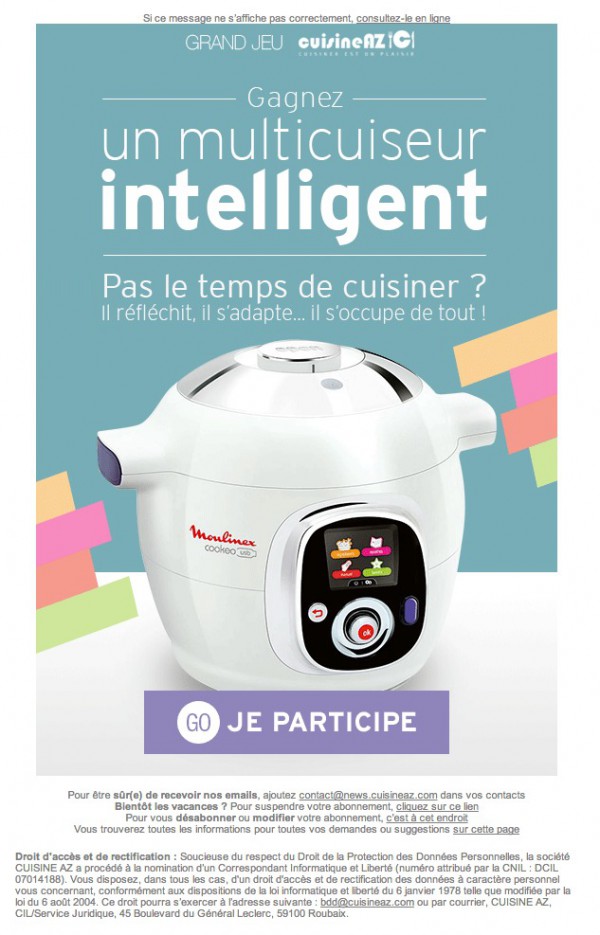 Si ce message ne s'affiche pas correctement, consultez-le en ligne
GRAND JEU cuisineAZ
CUISINER EST UN PLAISIR
Gagnez
un multicuiseur
intelligent
Pas le temps de cuisiner ?
Il réfléchit, il s'adapte... il s'occupe de tout !
Moulinex
cookeo usb
ok
GO JE PARTICIPE
Pour être sûr(e) de recevoir nos emails, ajoutez contact@news.cuisineaz.com dans vos contacts
Bientôt les vacances ? Pour suspendre votre abonnement, cliquez sur ce lien
Pour vous désabonner ou modifier votre abonnement, c'est à cet endroit
Vous trouverez toutes les informations pour toutes vos demandes ou suggestions sur cette page
Droit d'accès et de rectification : Soucieuse du respect du Droit de la Protection des Données Personnelles, la société
CUISINE AZ a procédé à la nomination d'un Correspondant Informatique et Liberté (numéro attribué par la CNIL : DCIL
07014188). Vous disposez, dans tous les cas, d'un droit d'accès et de rectification des données à caractère personnel
vous concernant, conformément aux dispositions de la loi informatique et liberté du 6 janvier 1978 telle que modifiée par la
loi du 6 août 2004. Ce droit pourra s'exercer à l'adresse suivante : bdd@cuisineaz.com ou par courrier, CUISINE AZ,
CIL/Service Juridique, 45 Boulevard du Général Leclerc, 59100 Roubaix.